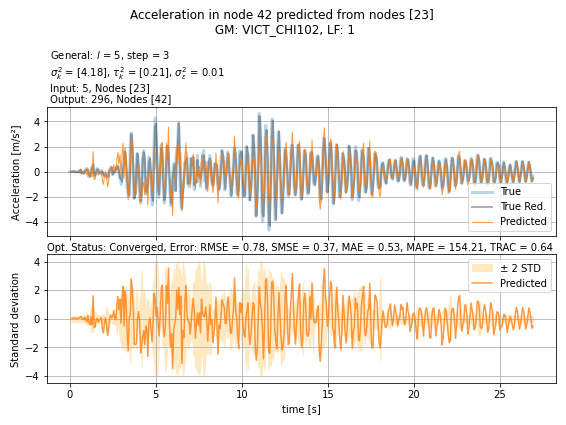 Acceleration in node 42 predicted from nodes [23]
GM: VICT_CHI102, LF: 1
General: l = 5, step = 3
σ²ₖ = [4.18], τ²ₖ = [0.21], σ²ε = 0.01
Input: 5, Nodes [23]
Output: 296, Nodes [42]
Acceleration [m/s²]
4
2
0
−2
−4
True
True Red.
Predicted
Opt. Status: Converged, Error: RMSE = 0.78, SMSE = 0.37, MAE = 0.53, MAPE = 154.21, TRAC = 0.64
Standard deviation
4
2
0
−2
−4
± 2 STD
Predicted
0 5 10 15 20 25
time [s]